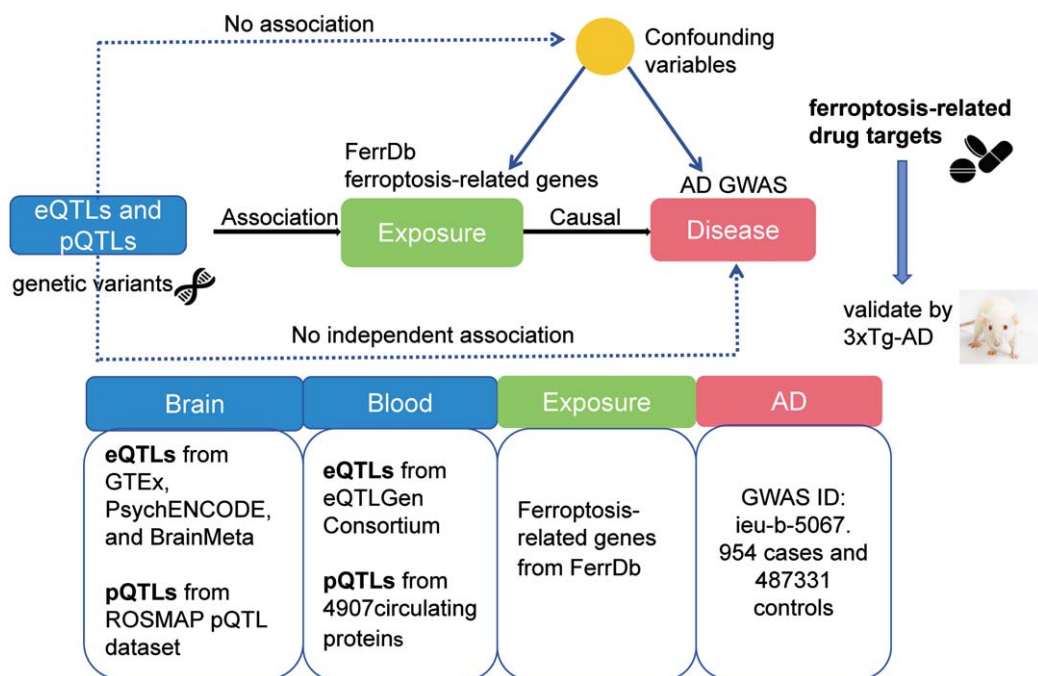 No association
Confounding
variables
ferroptosis-related
drug targets
FerrDb
ferroptosis-related genes
AD GWAS
eQTLs and
pQTLs
Association
Exposure
Causal
Disease
genetic variants
validate by
3xTg-AD
No independent association
Brain
Blood
Exposure
AD
eQTLs from
GTEx,
PsychENCODE,
and BrainMeta
pQTLs from
ROSMAP pQTL
dataset
eQTLs from
eQTLGen
Consortium
pQTLs from
4907circulating
proteins
Ferroptosis-
related genes
from FerrDb
GWAS ID:
ieu-b-5067.
954 cases and
487331
controls